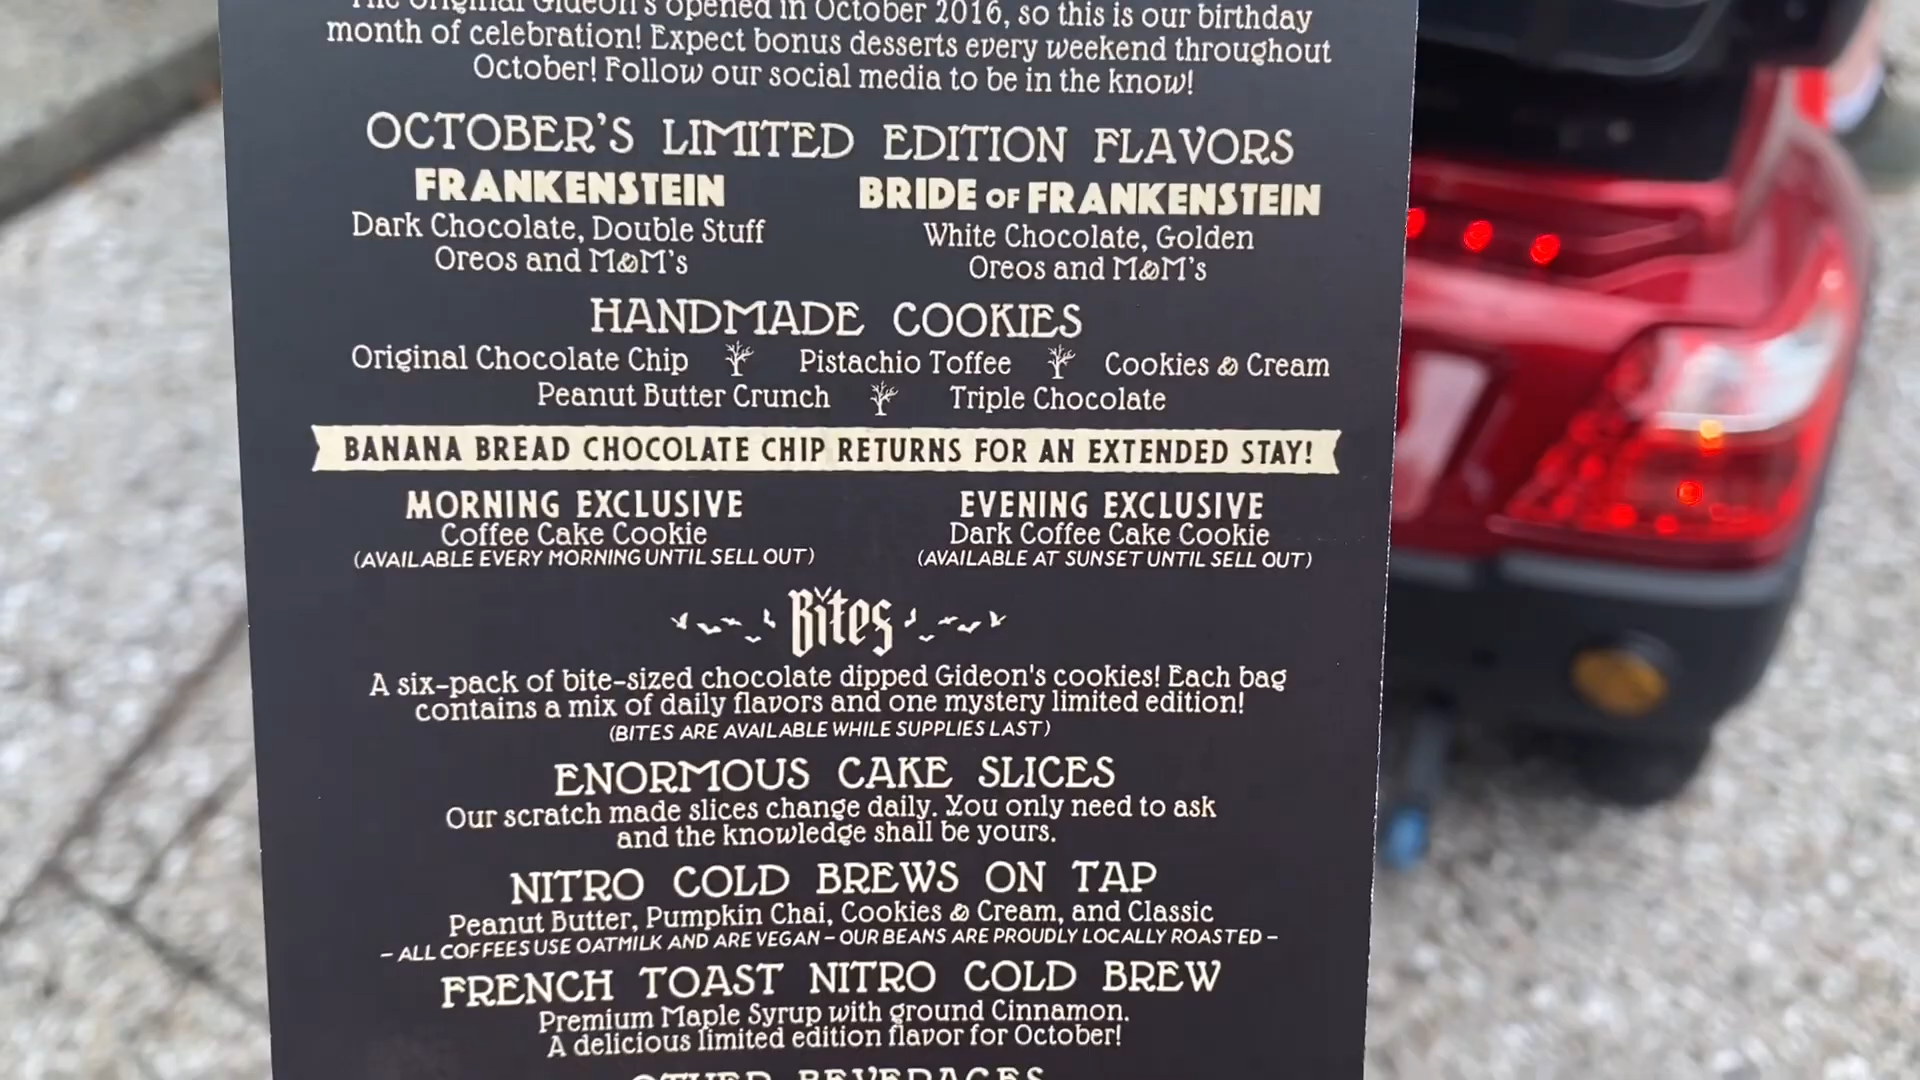 The Original Gideon's opened in October 2016, so this is our birthday
month of celebration! Expect bonus desserts every weekend throughout
October! Follow our social media to be in the know!
OCTOBER'S LIMITED EDITION FLAVORS
FRANKENSTEIN
Dark Chocolate, Double Stuff
Oreos and M&M's
BRIDE OF FRANKENSTEIN
White Chocolate, Golden
Oreos and M&M's
HANDMADE COOKIES
Original Chocolate Chip Pistachio Toffee Cookies & Cream
Peanut Butter Crunch Triple Chocolate
BANANA BREAD CHOCOLATE CHIP RETURNS FOR AN EXTENDED STAY!
MORNING EXCLUSIVE
Coffee Cake Cookie
(AVAILABLE EVERY MORNING UNTIL SELL OUT)
EVENING EXCLUSIVE
Dark Coffee Cake Cookie
(AVAILABLE AT SUNSET UNTIL SELL OUT)
Bites
A six-pack of bite-sized chocolate dipped Gideon's cookies! Each bag
contains a mix of daily flavors and one mystery limited edition!
(BITES ARE AVAILABLE WHILE SUPPLIES LAST)
ENORMOUS CAKE SLICES
Our scratch made slices change daily. You only need to ask
and the knowledge shall be yours.
NITRO COLD BREWS ON TAP
Peanut Butter, Pumpkin Chai, Cookies & Cream, and Classic
- ALL COFFEES USE OATMILK AND ARE VEGAN - OUR BEANS ARE PROUDLY LOCALLY ROASTED -
FRENCH TOAST NITRO COLD BREW
Premium Maple Syrup with ground Cinnamon.
A delicious limited edition flavor for October!
OTHER BEVERAGES